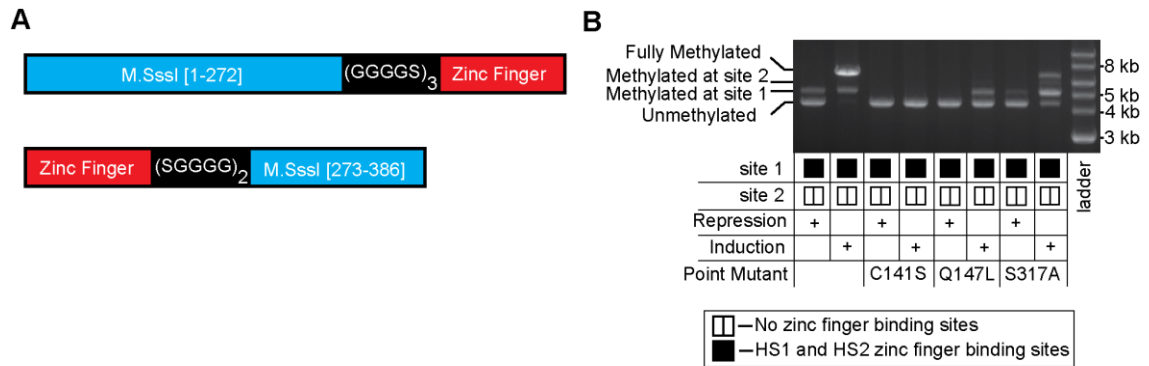 A
M.SssI [1-272] (GGGGS)3 Zinc Finger
Zinc Finger (SGGGG)2 M.SssI [273-386]
B
Fully Methylated
Methylated at site 2
Methylated at site 1
Unmethylated
8 kb
5 kb
4 kb
3 kb
site 1
site 2
Repression + + + +
Induction + + + +
Point Mutant C141S Q147L S317A
ladder
No zinc finger binding sites
HS1 and HS2 zinc finger binding sites